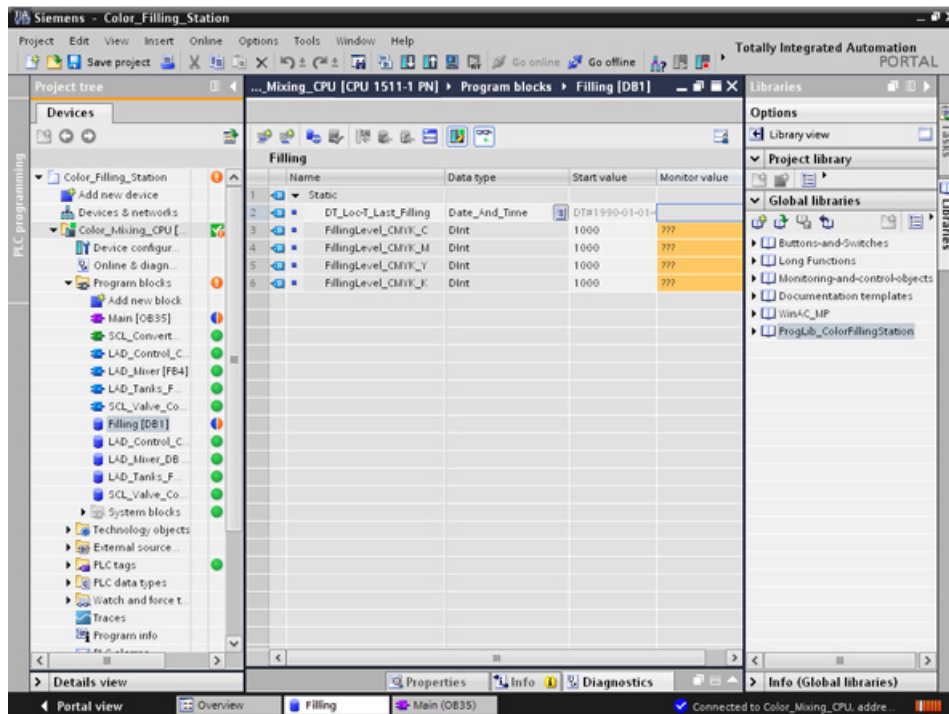 Siemens - Color_Filling_Station
Project Edit View Insert Online Options Tools Window Help
Totally Integrated Automation
PORTAL
Save project
Go online
Go offline
Project tree
Devices
PLC programming
Color_Filling_Station
Add new device
Devices & networks
Color_Mixing_CPU [...
Device configur...
Online & diagn...
Program blocks
Add new block
Main [OB35]
SCL_Convert...
LAD_Control_C...
LAD_Mixer [FB4]
LAD_Tanks_F...
SCL_Valve_Co...
Filling [DB1]
LAD_Control_C...
LAD_Mixer_DB...
LAD_Tanks_F...
SCL_Valve_Co...
System blocks
Technology objects
External source...
PLC tags
PLC data types
Watch and force t...
Traces
Program info
Details view
..._Mixing_CPU [CPU 1511-1 PN] Program blocks Filling [DB1]
Filling
Name Data type Start value Monitor value
1 Static
2 DT_Loc-T_Last_Filling Date_And_Time DT#1990-01-01-
3 FillingLevel_CMYK_C DInt 1000 ???
4 FillingLevel_CMYK_M DInt 1000 ???
5 FillingLevel_CMYK_Y DInt 1000 ???
6 FillingLevel_CMYK_K DInt 1000 ???
Properties Info Diagnostics
Libraries
Options
Library view
Project library
Global libraries
Buttons-and-Switches
Long Functions
Monitoring-and-control-objects
Documentation templates
WinAC_MP
ProgLib_ColorFillingStation
Info (Global libraries)
Tasks
Libraries
Portal view Overview Filling Main (OB35) Connected to Color_Mixing_CPU, addre...